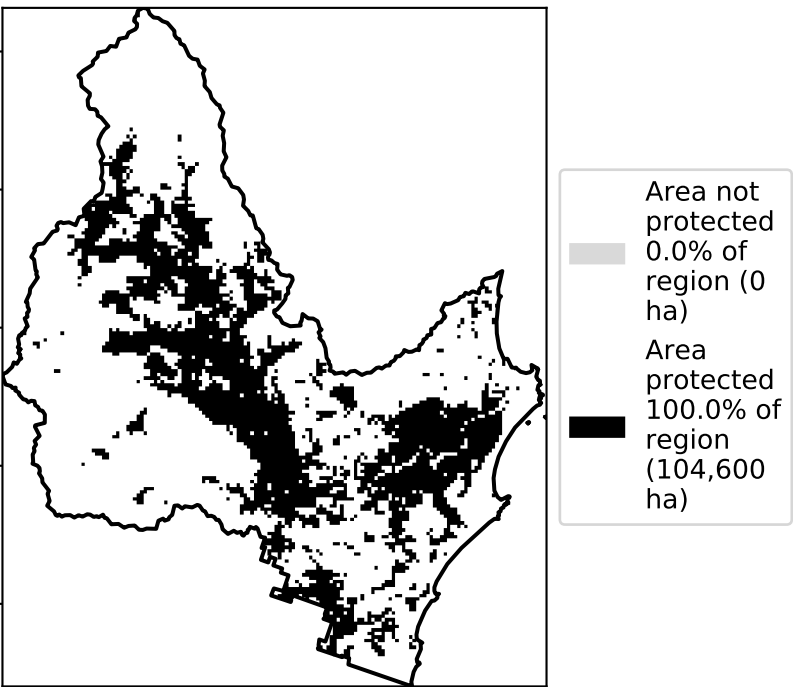 Area not
protected
0.0% of
region (0
ha)
Area
protected
100.0% of
region
(104,600
ha)